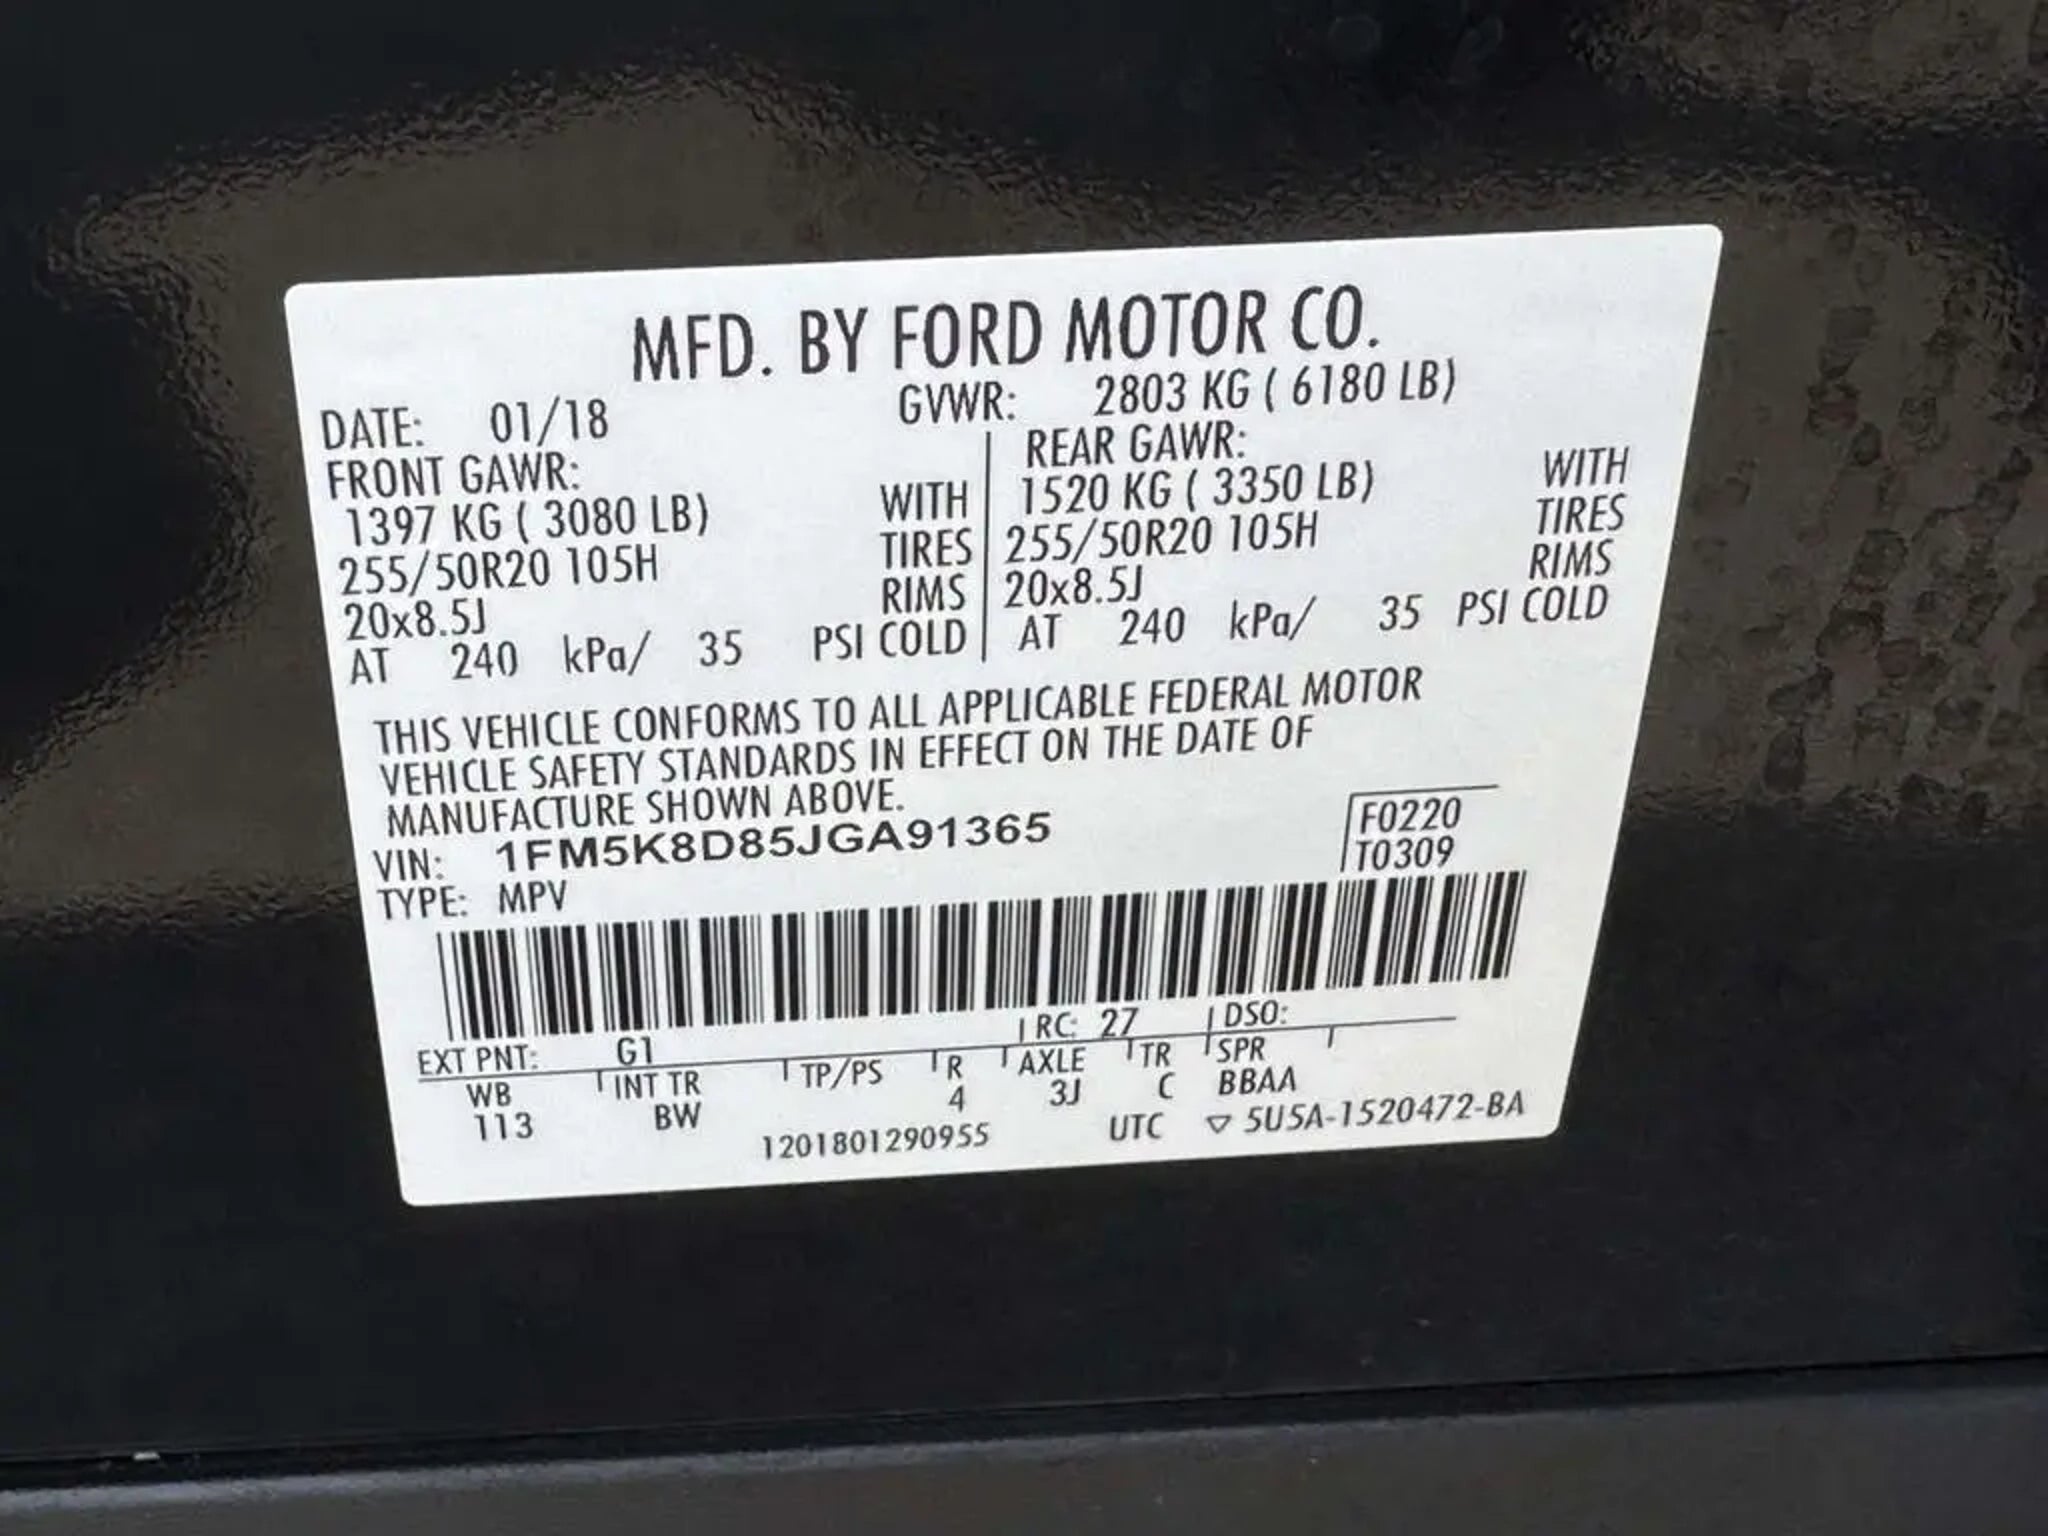 MFD. BY FORD MOTOR CO.
DATE: 01/18 GVWR: 2803 KG ( 6180 LB)
FRONT GAWR: REAR GAWR:
1397 KG ( 3080 LB) WITH 1520 KG ( 3350 LB) WITH
255/50R20 105H TIRES 255/50R20 105H TIRES
20x8.5J RIMS 20x8.5J RIMS
AT 240 kPa/ 35 PSI COLD AT 240 kPa/ 35 PSI COLD
THIS VEHICLE CONFORMS TO ALL APPLICABLE FEDERAL MOTOR
VEHICLE SAFETY STANDARDS IN EFFECT ON THE DATE OF
MANUFACTURE SHOWN ABOVE.
VIN: 1FM5K8D85JGA91365 F0220
TYPE: MPV T0309
EXT PNT: G1 RC: 27 DSO:
WB INT TR TP/PS R AXLE TR SPR
113 BW 4 3J C BBAA
1201801290955 UTC ▽ 5U5A-1520472-BA